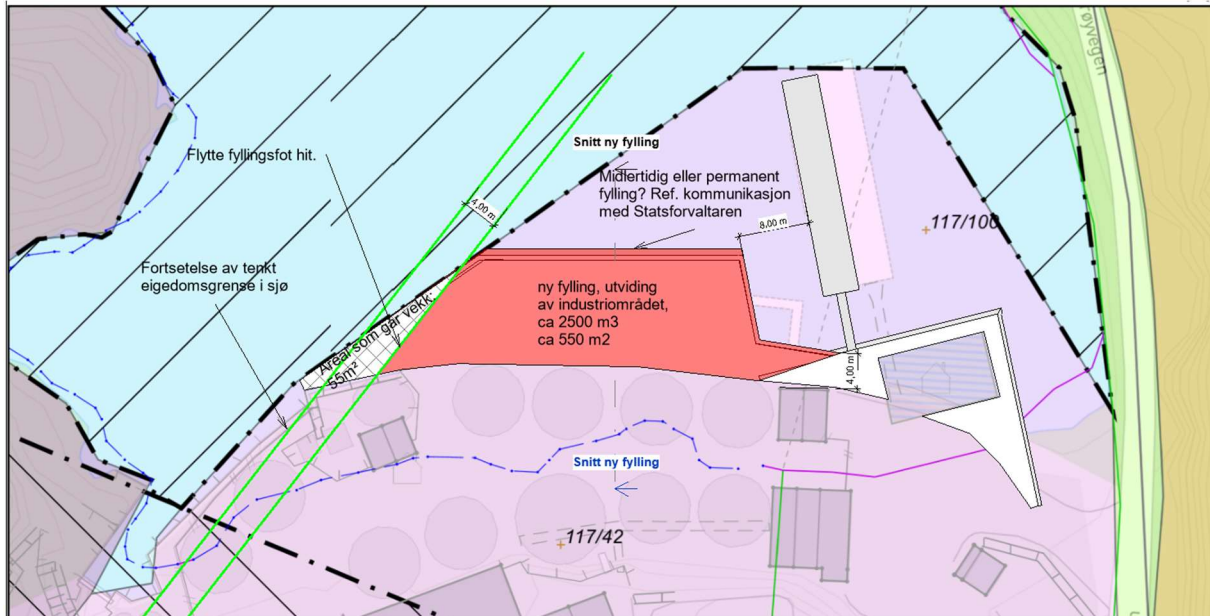 røyvegen
Snitt ny fylling
Flytte fyllingsfot hit.
Midlertidig eller permanent
fylling? Ref. kommunikasjon
med Statsforvaltaren
4,00 m
8,00 m
117/100
Fortsetelse av tenkt
eigedomsgrense i sjø
ny fylling, utviding
av industriområdet,
ca 2500 m3
ca 550 m2
Areal som går vekk:
55m²
4,00 m
Snitt ny fylling
117/42